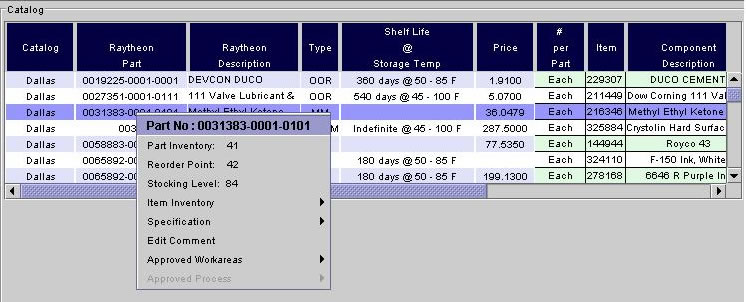 Catalog
Catalog Raytheon Part Raytheon Description Type Shelf Life @ Storage Temp Price # per Part Item Component Description
Dallas 0019225-0001-0001 DEVCON DUCO OOR 360 days @ 50 - 85 F 1.9100 Each 229307 DUCO CEMENT
Dallas 0027351-0001-0111 111 Valve Lubricant & OOR 540 days @ 45 - 100 F 5.0700 Each 211449 Dow Corning 111 Val
Dallas 0031383-0001-0101 Methyl Ethyl Ketone MM 36.0479 Each 216346 Methyl Ethyl Ketone
Dallas 003 M Indefinite @ 45 - 100 F 287.5000 Each 325884 Crystolin Hard Surfac
Dallas 0058883- 77.5350 Each 144944 Royco 43
Dallas 0065892- 180 days @ 50 - 85 F Each 324110 F-150 Ink, White
Dallas 0065892-00 180 days @ 50 - 85 F 199.1300 Each 278168 6646 R Purple In
Part No : 0031383-0001-0101
Part Inventory: 41
Reorder Point: 42
Stocking Level: 84
Item Inventory
Specification
Edit Comment
Approved Workareas
Approved Process